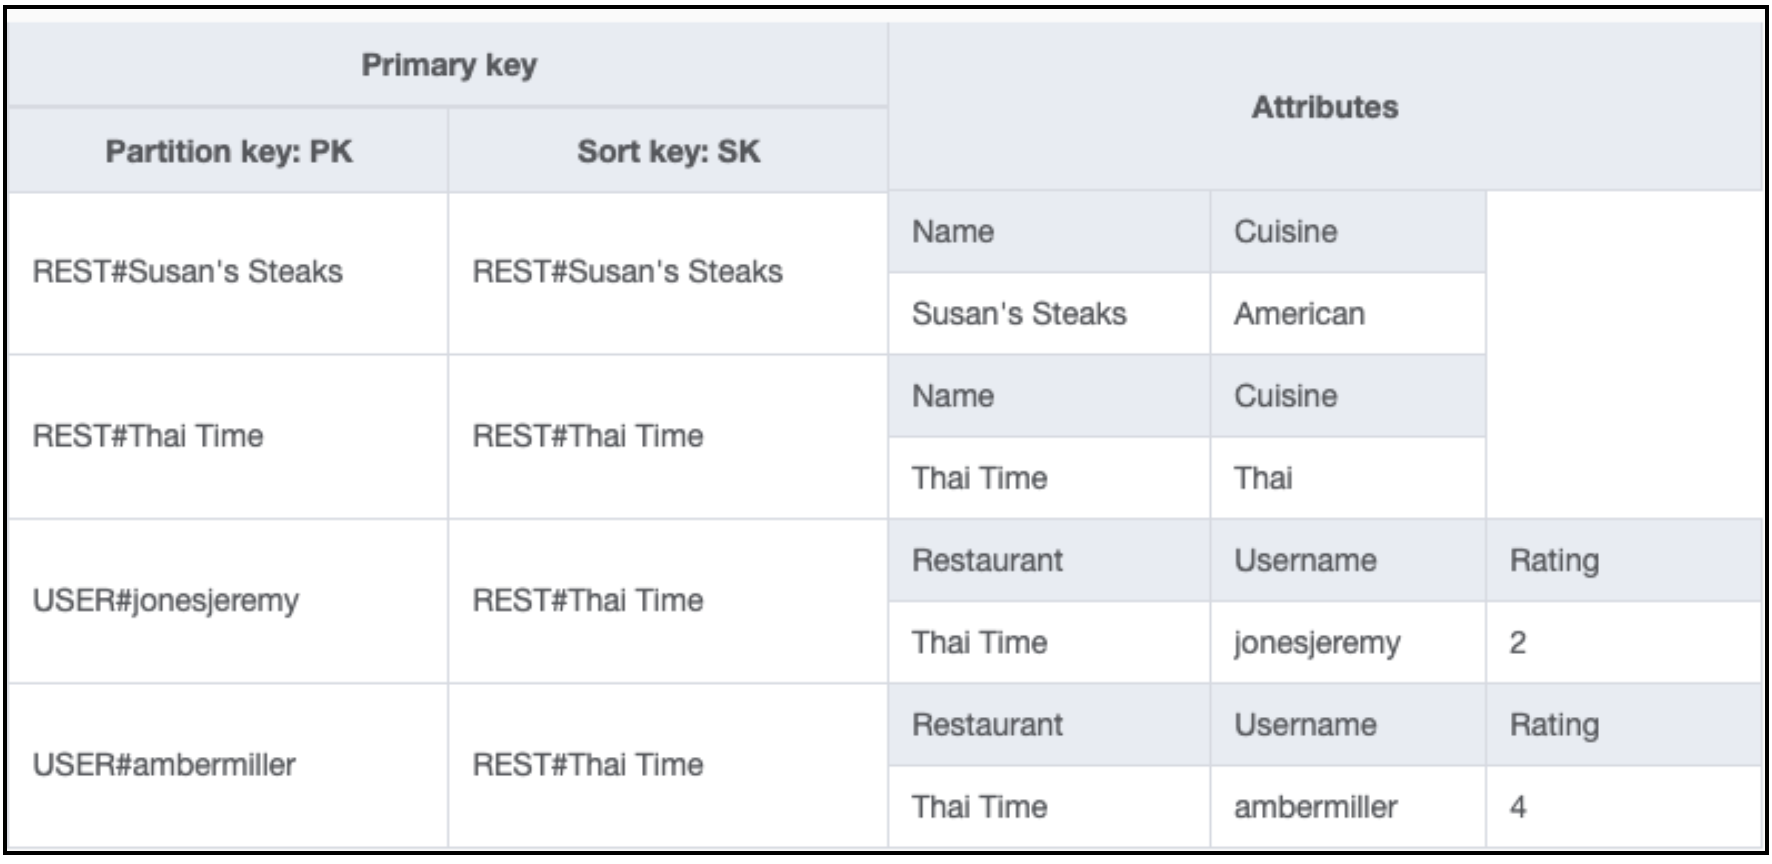 Primary key
Attributes
Partition key: PK Sort key: SK
REST#Susan's Steaks REST#Susan's Steaks
Name Cuisine
Susan's Steaks American
REST#Thai Time REST#Thai Time
Name Cuisine
Thai Time Thai
USER#jonesjeremy REST#Thai Time
Restaurant Username Rating
Thai Time jonesjeremy 2
USER#ambermiller REST#Thai Time
Restaurant Username Rating
Thai Time ambermiller 4